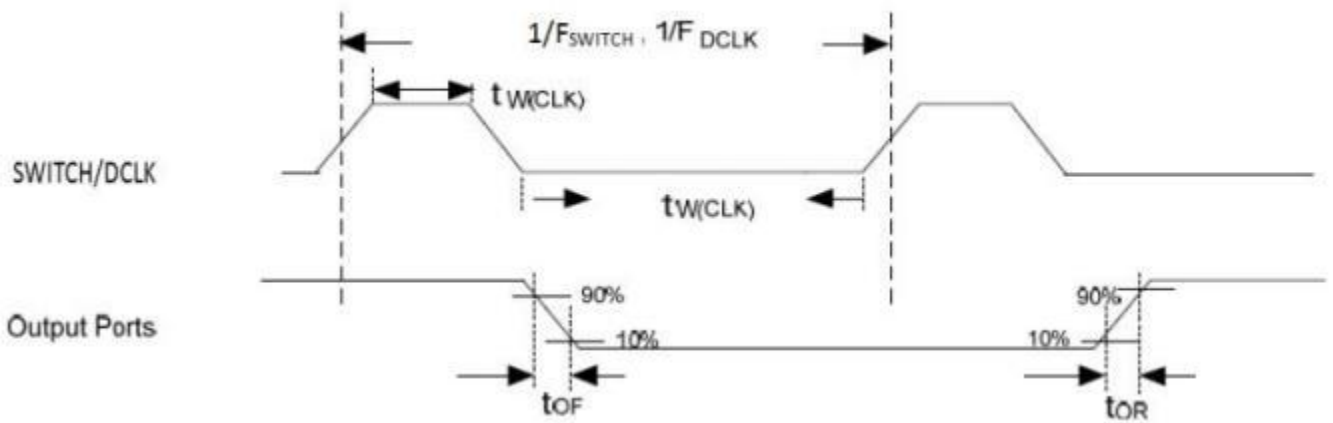 1/FSWITCH , 1/F DCLK
tW(CLK)
SWITCH/DCLK
tW(CLK)
90%
90%
Output Ports
10%
10%
tOF
tOR